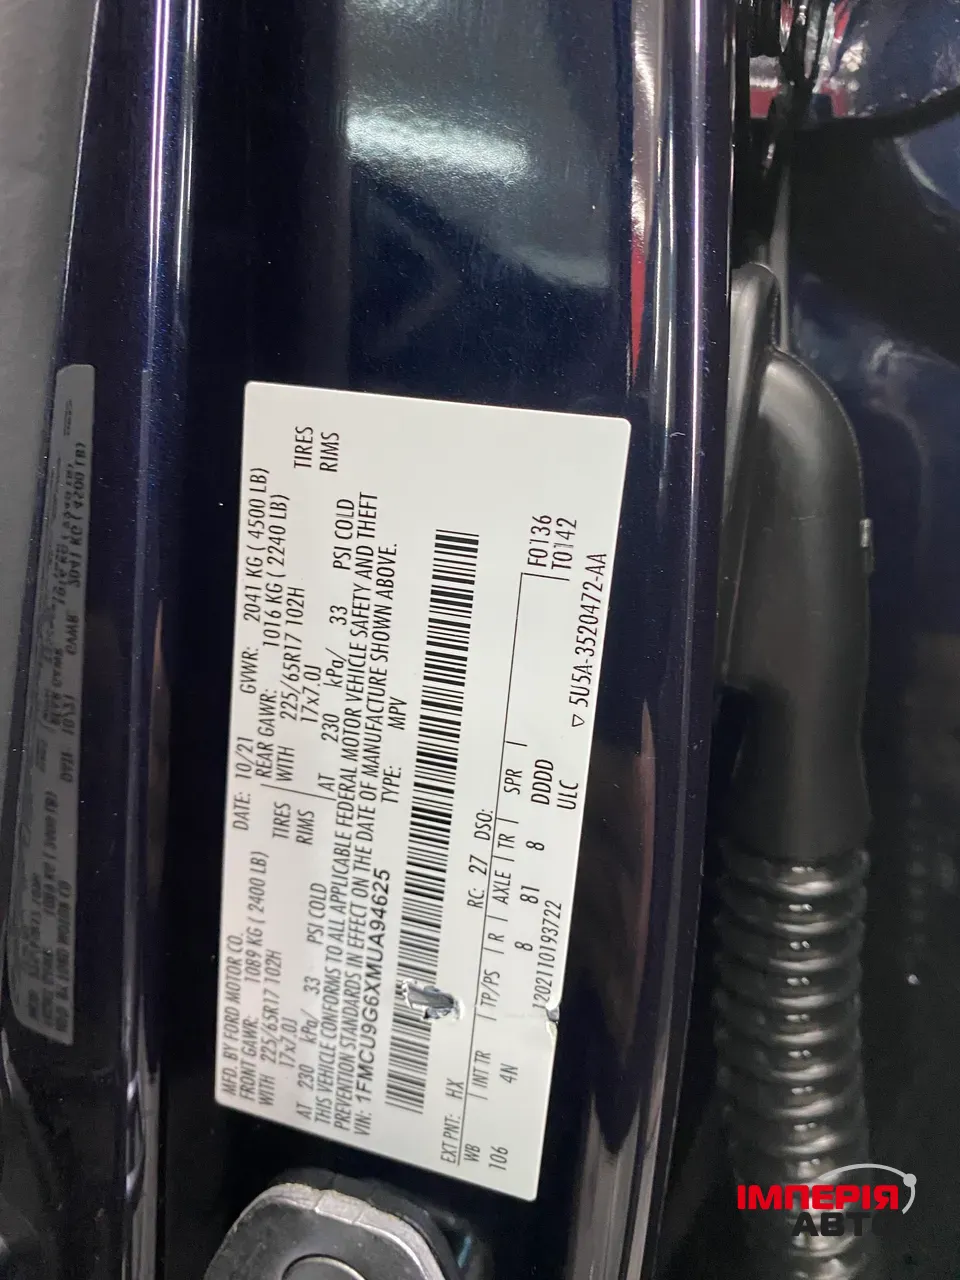 MFD. BY FORD MOTOR CO.
DATE: 10/21 GVWR: 2041 KG ( 4500 LB)
FRONT GAWR: 1089 KG ( 2400 LB) REAR GAWR: 1016 KG ( 2240 LB)
WITH 225/65R17 102H TIRES WITH 225/65R17 102H TIRES
17x7.0J RIMS 17x7.0J RIMS
AT 230 kPa/ 33 PSI COLD AT 230 kPa/ 33 PSI COLD
THIS VEHICLE CONFORMS TO ALL APPLICABLE FEDERAL MOTOR VEHICLE SAFETY AND THEFT
PREVENTION STANDARDS IN EFFECT ON THE DATE OF MANUFACTURE SHOWN ABOVE.
VIN: 1FMCU9G6XMUA94625 TYPE: MPV
EXT PNT: HX RC: 27 DSO: F0136
WB INT TR TP/PS R AXLE TR SPR T0142
106 4N 8 81 8 DDDD
1202110193722 ULC ▽ 5U5A-3520472-AA
ІМПЕРІЯ
АВТО